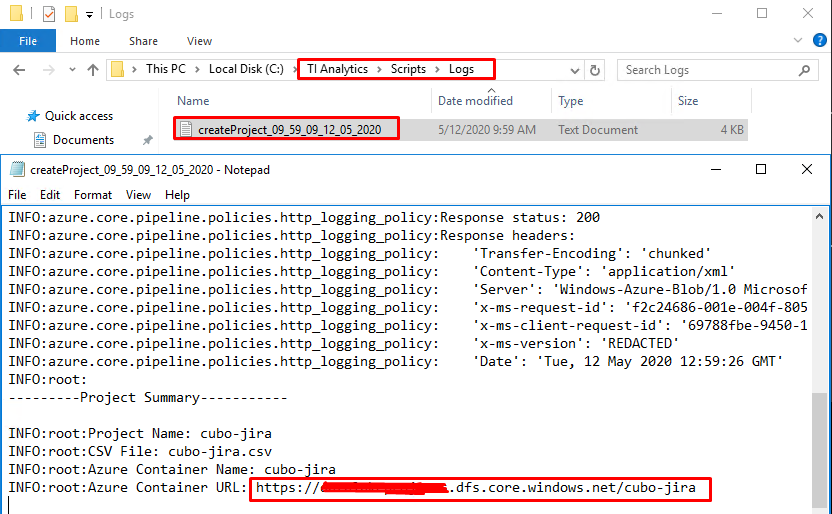 Logs
File Home Share View
This PC Local Disk (C:) TI Analytics Scripts Logs Search Logs
Name Date modified Type Size
Quick access
createProject_09_59_09_12_05_2020 5/12/2020 9:59 AM Text Document 4 KB
Documents
createProject_09_59_09_12_05_2020 - Notepad
File Edit Format View Help
INFO:azure.core.pipeline.policies.http_logging_policy:Response status: 200
INFO:azure.core.pipeline.policies.http_logging_policy:Response headers:
INFO:azure.core.pipeline.policies.http_logging_policy: 'Transfer-Encoding': 'chunked'
INFO:azure.core.pipeline.policies.http_logging_policy: 'Content-Type': 'application/xml'
INFO:azure.core.pipeline.policies.http_logging_policy: 'Server': 'Windows-Azure-Blob/1.0 Microsof
INFO:azure.core.pipeline.policies.http_logging_policy: 'x-ms-request-id': 'f2c24686-001e-004f-805
INFO:azure.core.pipeline.policies.http_logging_policy: 'x-ms-client-request-id': '69788fbe-9450-1
INFO:azure.core.pipeline.policies.http_logging_policy: 'x-ms-version': 'REDACTED'
INFO:azure.core.pipeline.policies.http_logging_policy: 'Date': 'Tue, 12 May 2020 12:59:26 GMT'
INFO:root:
---------Project Summary-----------
INFO:root:Project Name: cubo-jira
INFO:root:CSV File: cubo-jira.csv
INFO:root:Azure Container Name: cubo-jira
INFO:root:Azure Container URL: https:// .dfs.core.windows.net/cubo-jira